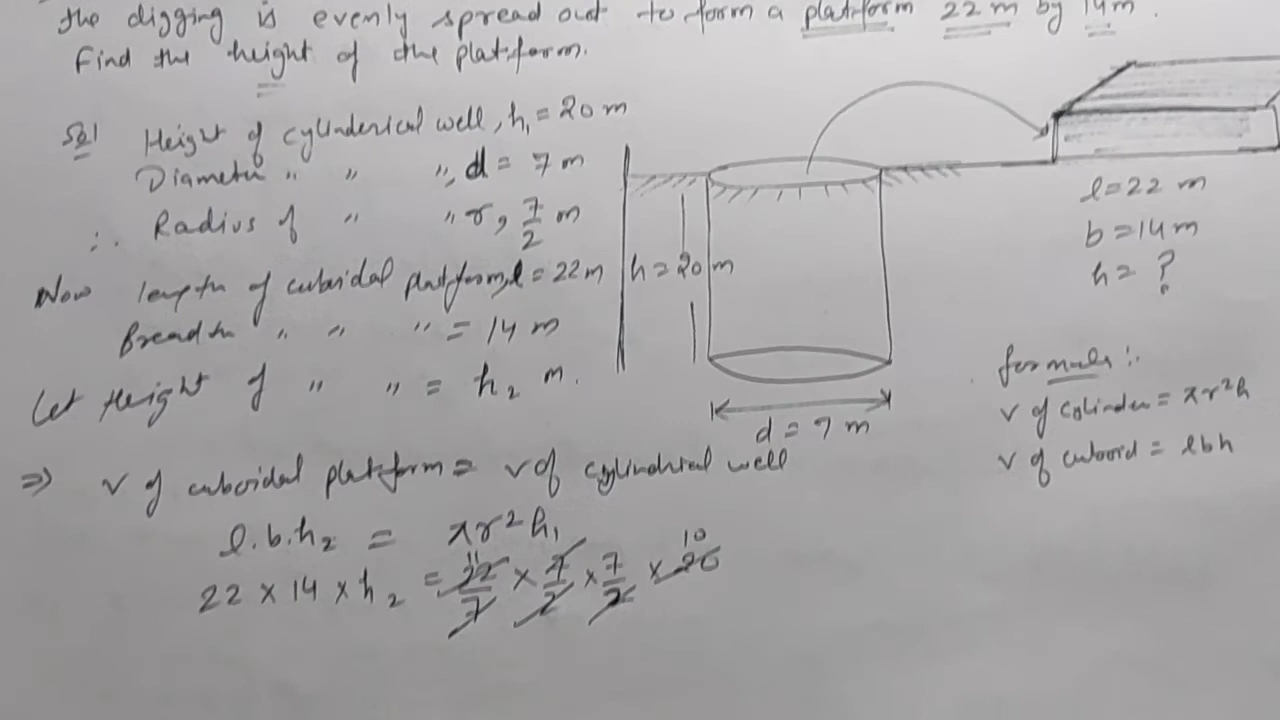 the digging is evenly spread out to form a platform 22 m by 14 m.
Find the height of the platform.
Sol Height of cylinderical well, h₁ = 20 m
Diameter " " ", d = 7 m
∴ Radius of " " r, 7/2 m
Now length of cuboidal platform, l = 22 m
Breadth " " " = 14 m
Let Height of " " = h₂ m.
⇒ V of cuboidal platform = V of cylindrical well
l.b.h₂ = πr²h₁
22 × 14 × h₂ = 22/7 × 7/2 × 7/2 × 20
11 10
h = 20 m
d = 7 m
l = 22 m
b = 14 m
h = ?
formula :.
V of cylinder = πr²h
V of cuboid = lbh